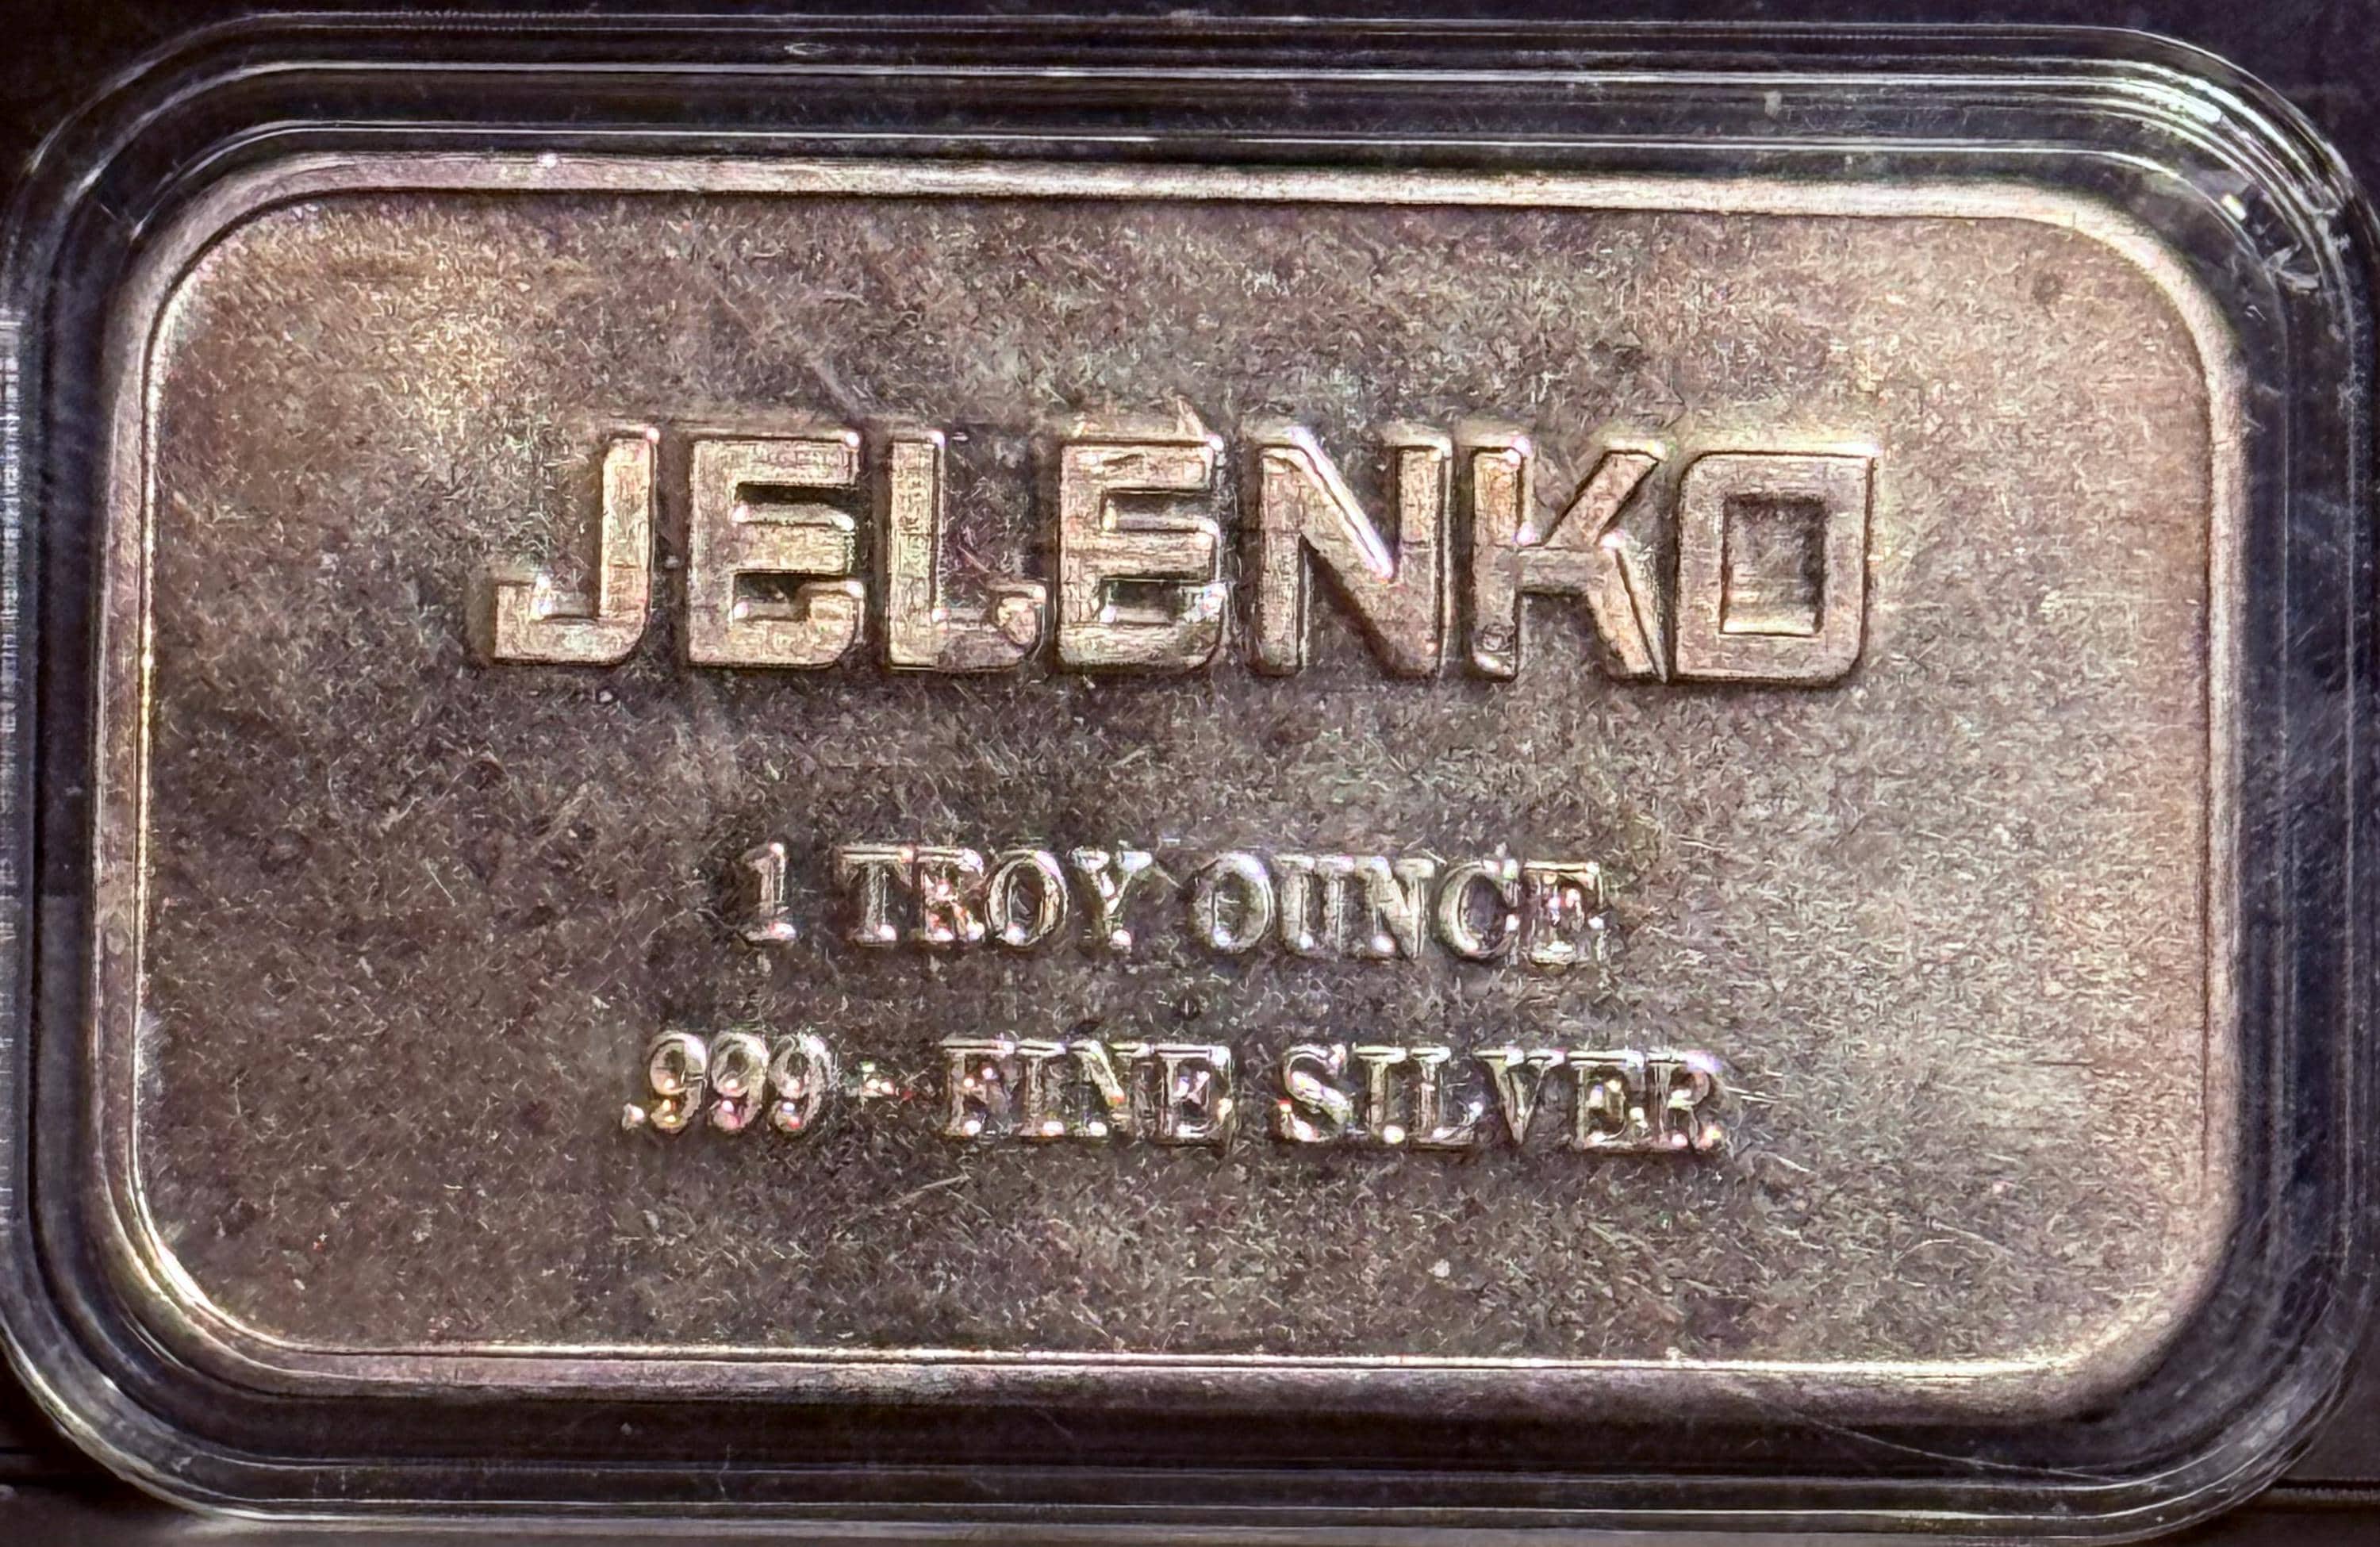 JELENKO
1 TROY OUNCE
.999+ FINE SILVER